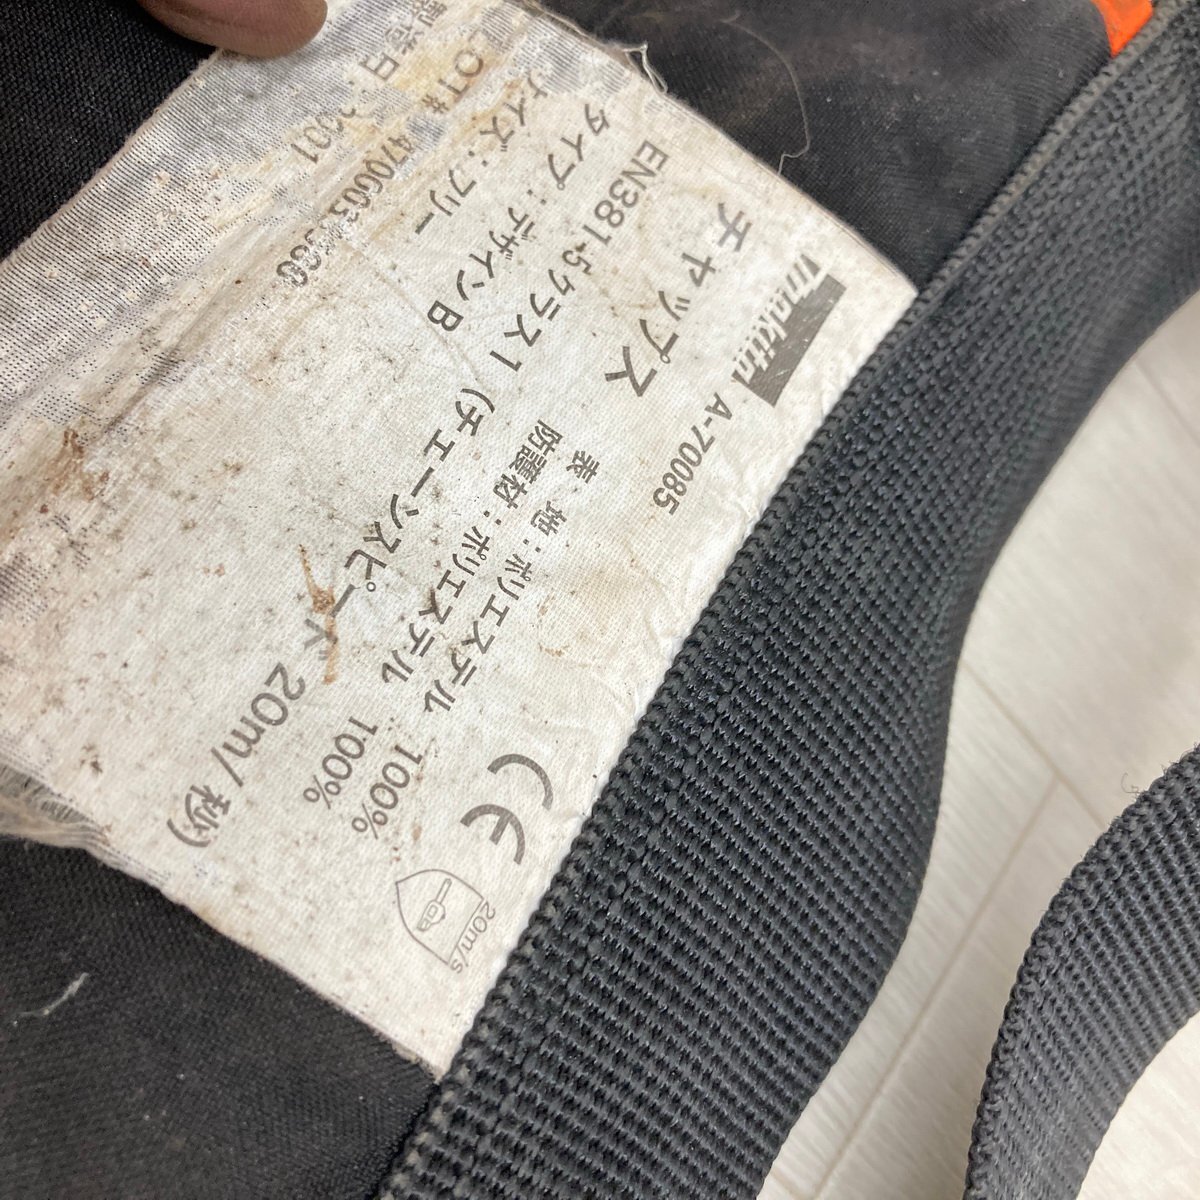 makita A-70085
チャップス
EN381-5クラス1 (チェーンスピード 20m/秒)
タイプ：デザインB
サイズ：フリー
表　地：ポリエステル 100%
防護材：ポリエステル 100%
CE
20m/s